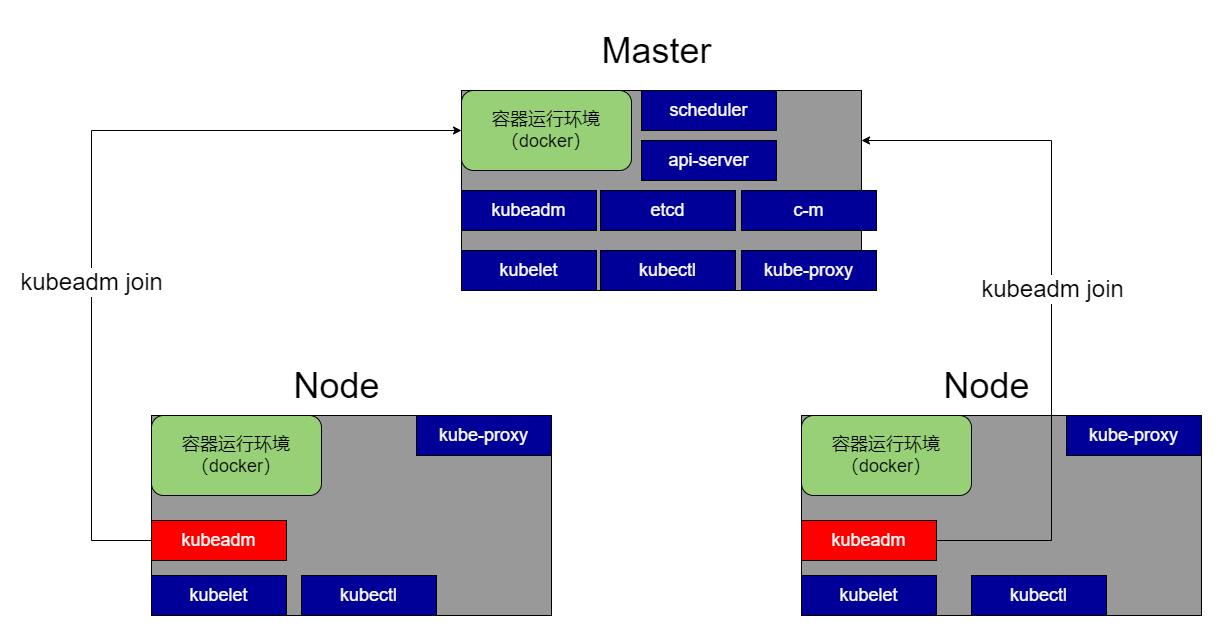 Master
容器运行环境
（docker）
scheduler
api-server
kubeadm
etcd
c-m
kubelet
kubectl
kube-proxy
kubeadm join
kubeadm join
Node
容器运行环境
（docker）
kube-proxy
kubeadm
kubelet
kubectl
Node
容器运行环境
（docker）
kube-proxy
kubeadm
kubelet
kubectl